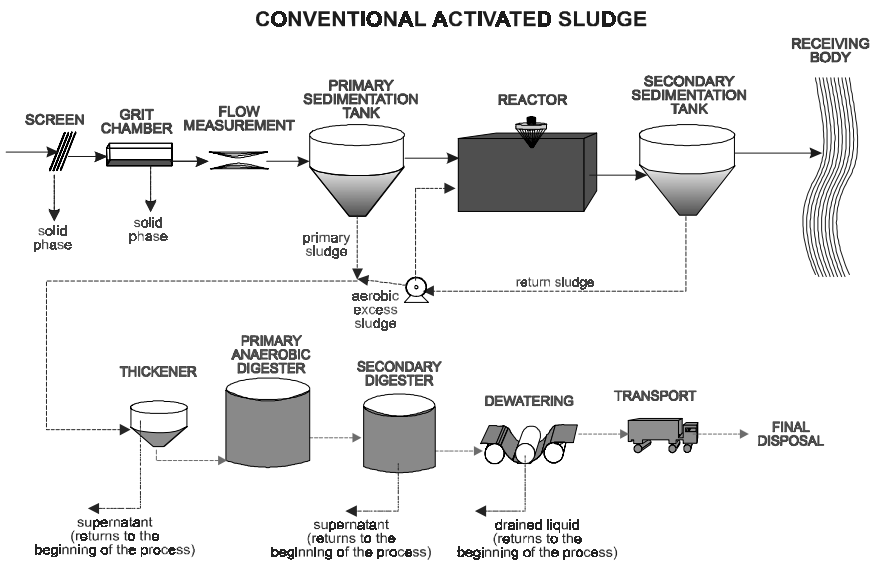 CONVENTIONAL ACTIVATED SLUDGE
RECEIVING
BODY
PRIMARY
SEDIMENTATION
TANK
SECONDARY
SEDIMENTATION
TANK
REACTOR
SCREEN
GRIT
CHAMBER
FLOW
MEASUREMENT
solid
phase
solid
phase
primary
sludge
return sludge
aerobic
excess
sludge
THICKENER
PRIMARY
ANAEROBIC
DIGESTER
SECONDARY
DIGESTER
DEWATERING
TRANSPORT
FINAL
DISPOSAL
supernatant
(returns to the
beginning of the process)
supernatant
(returns to the
beginning of the process)
drained liquid
(returns to the
beginning of the process)